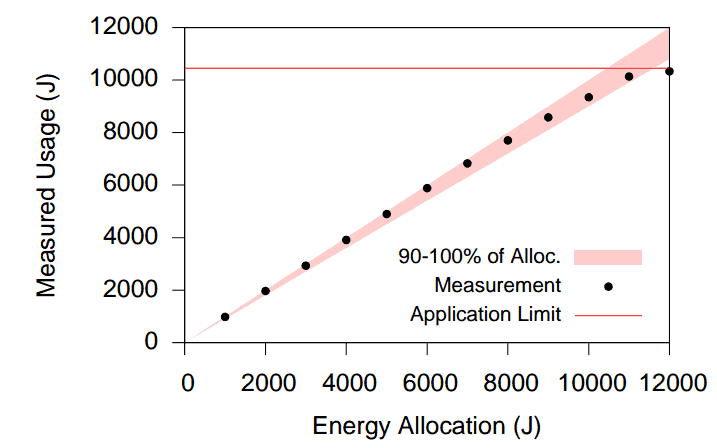 12000
10000
8000
6000
4000
2000
0
Measured Usage (J)
90-100% of Alloc.
Measurement
Application Limit
0 2000 4000 6000 8000 10000 12000
Energy Allocation (J)